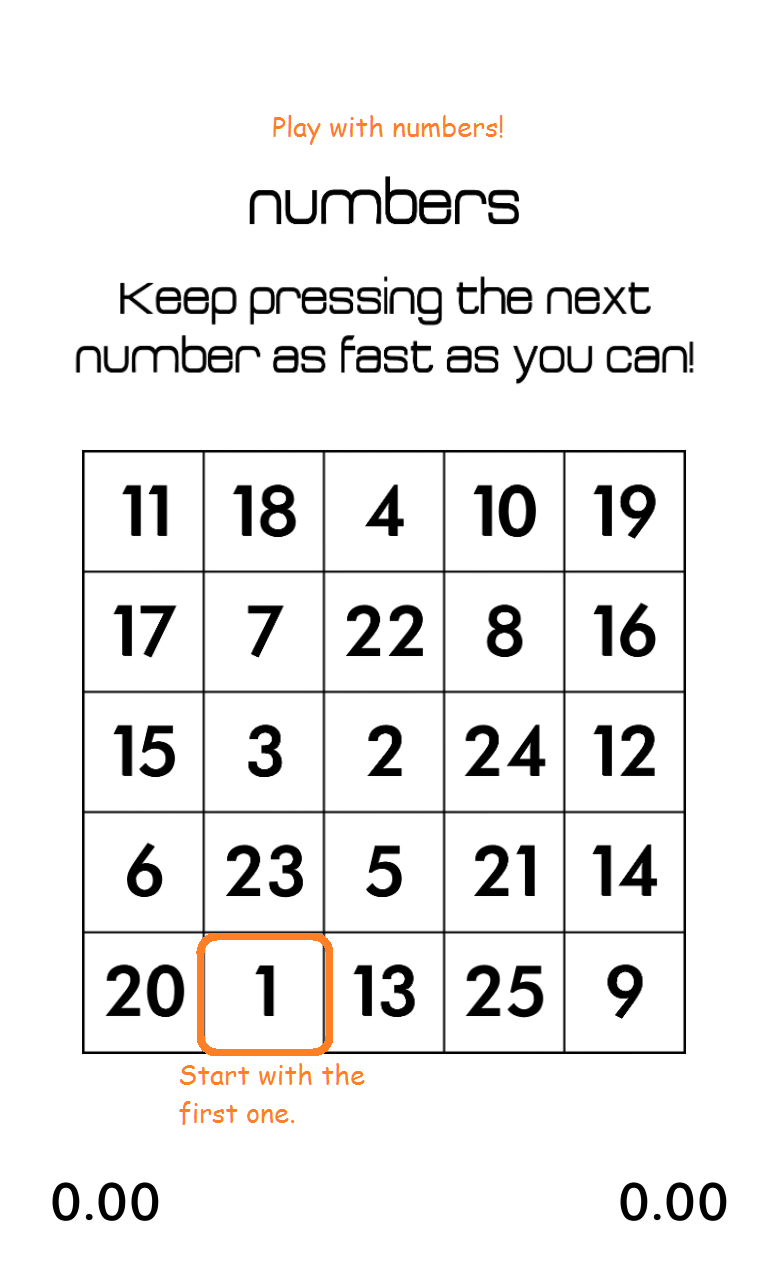 Play with numbers!
numbers
Keep pressing the next
number as fast as you can!
11 18 4 10 19
17 7 22 8 16
15 3 2 24 12
6 23 5 21 14
20 1 13 25 9
Start with the
first one.
0.00 0.00